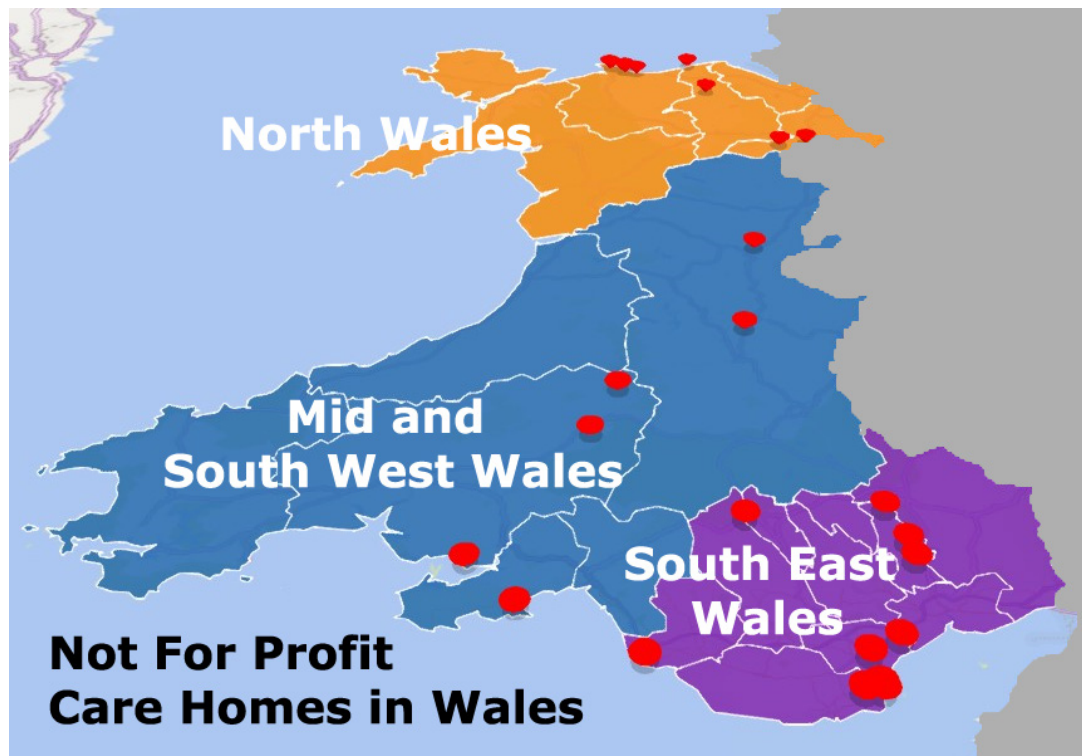 North Wales
Mid and
South West Wales
South East
Wales
Not For Profit
Care Homes in Wales